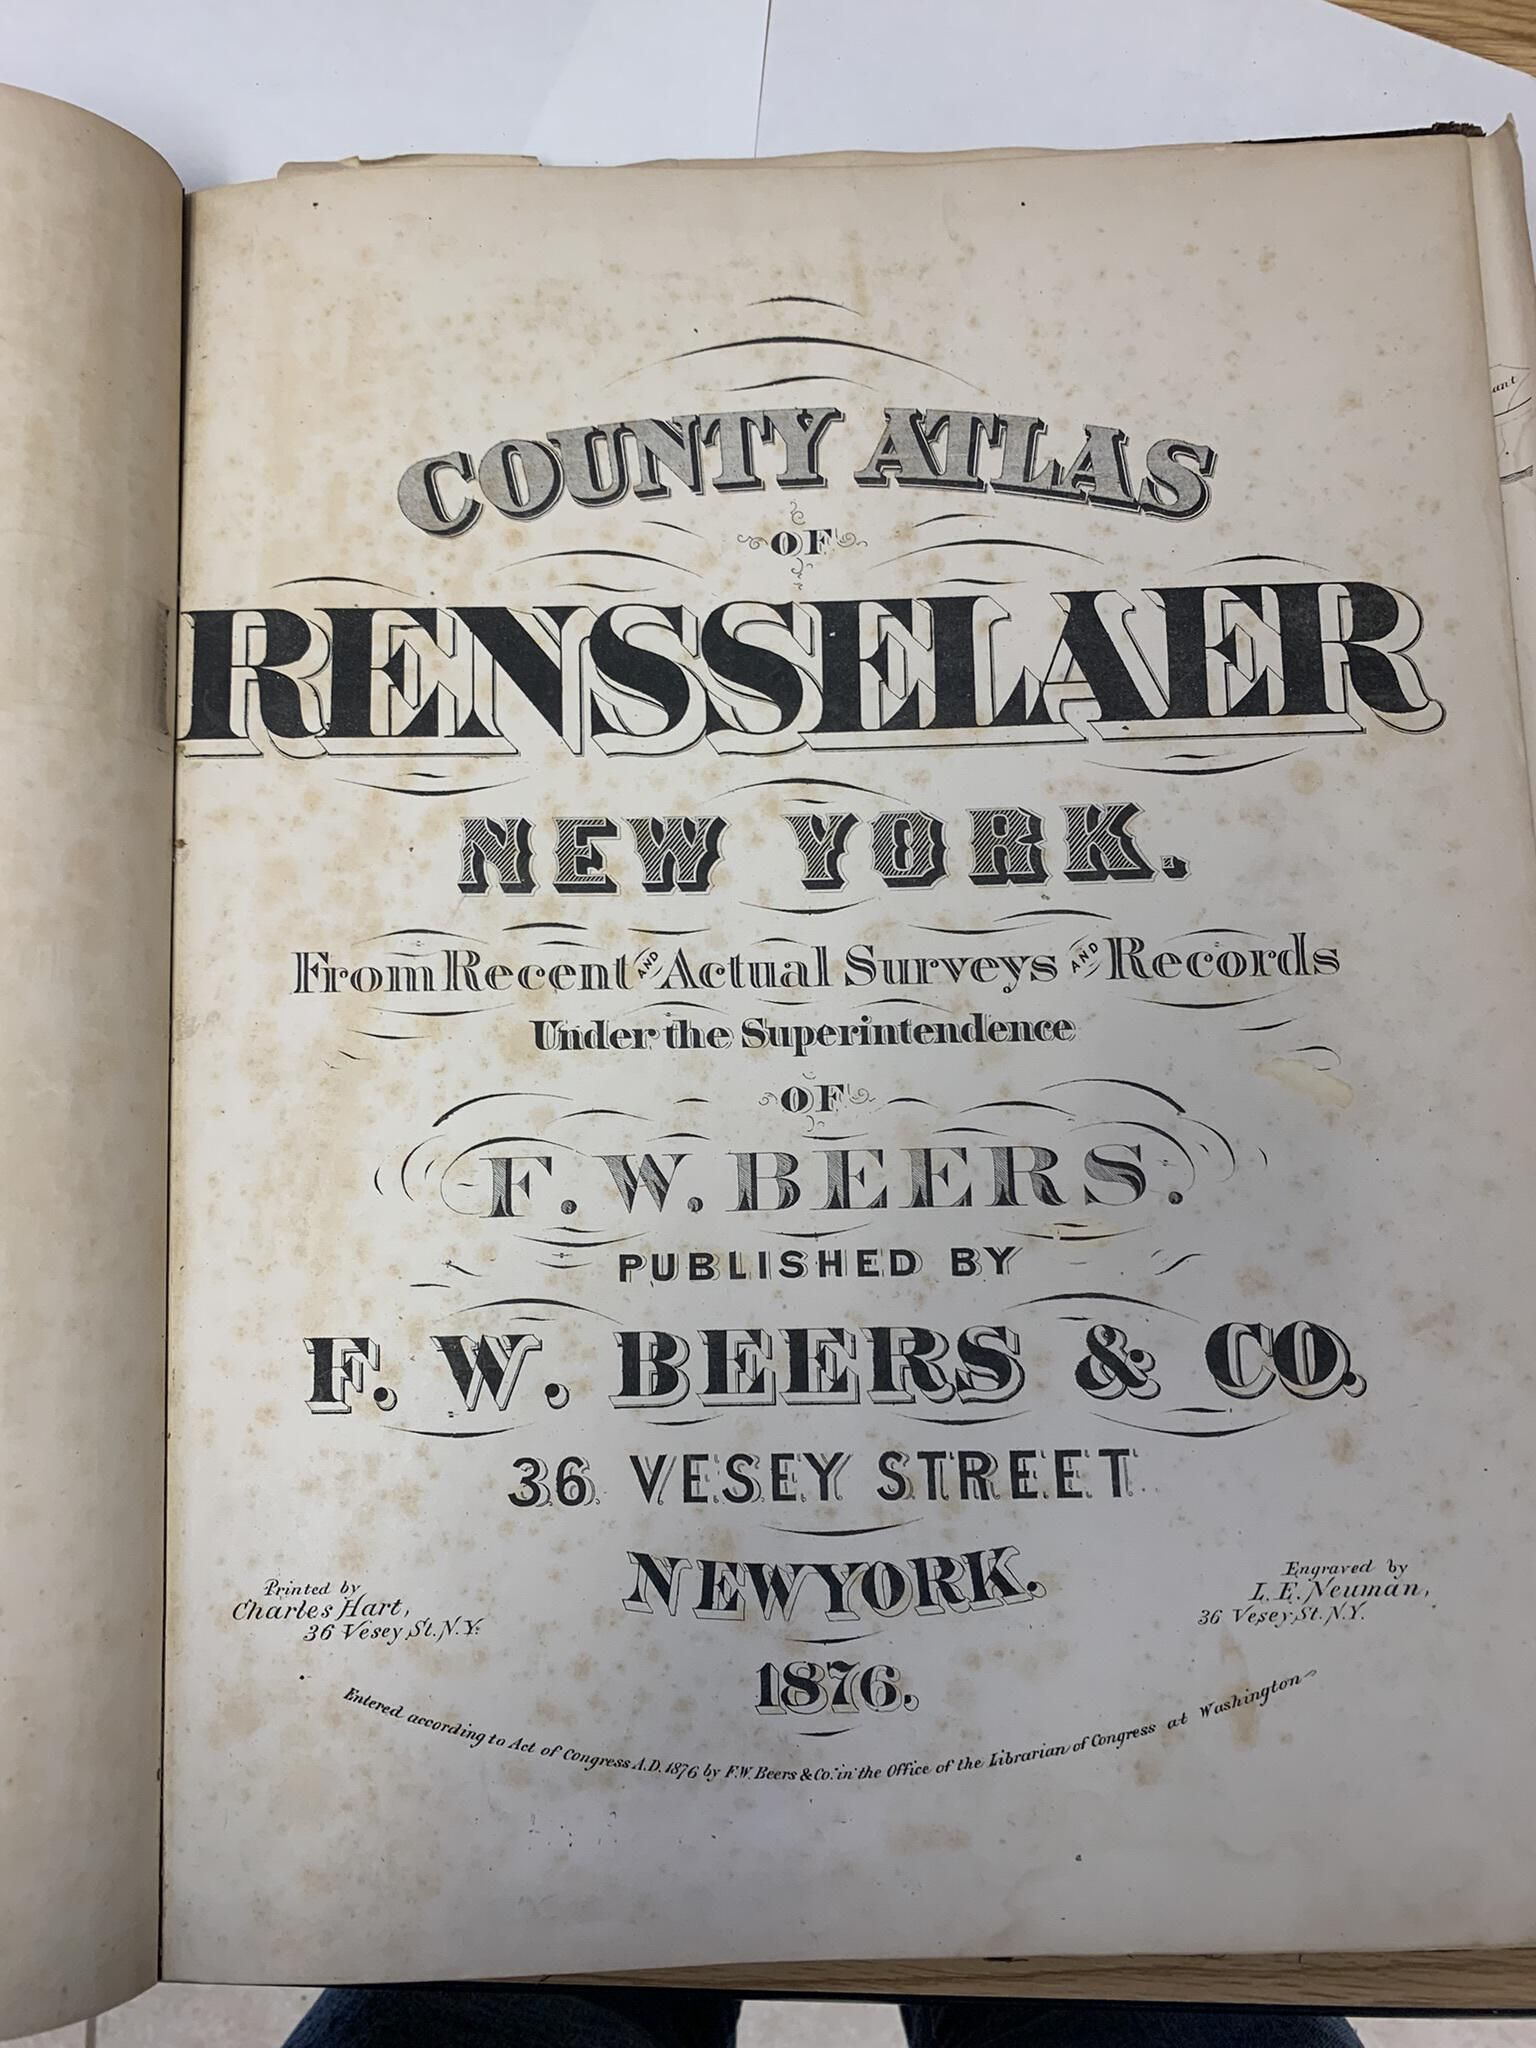 COUNTY ATLAS
OF
RENSSELAER
NEW YORK.
From Recent AND Actual Surveys AND Records
Under the Superintendence
OF
F. W. BEERS.
PUBLISHED BY
F. W. BEERS & CO.
36 VESEY STREET
NEW YORK.
Printed by
Charles Hart,
36 Vesey St. N.Y.
Engraved by
L. E. Neuman,
36 Vesey St. N.Y.
1876.
Entered according to Act of Congress A.D. 1876 by F.W. Beers & Co. in the Office of the Librarian of Congress at Washington